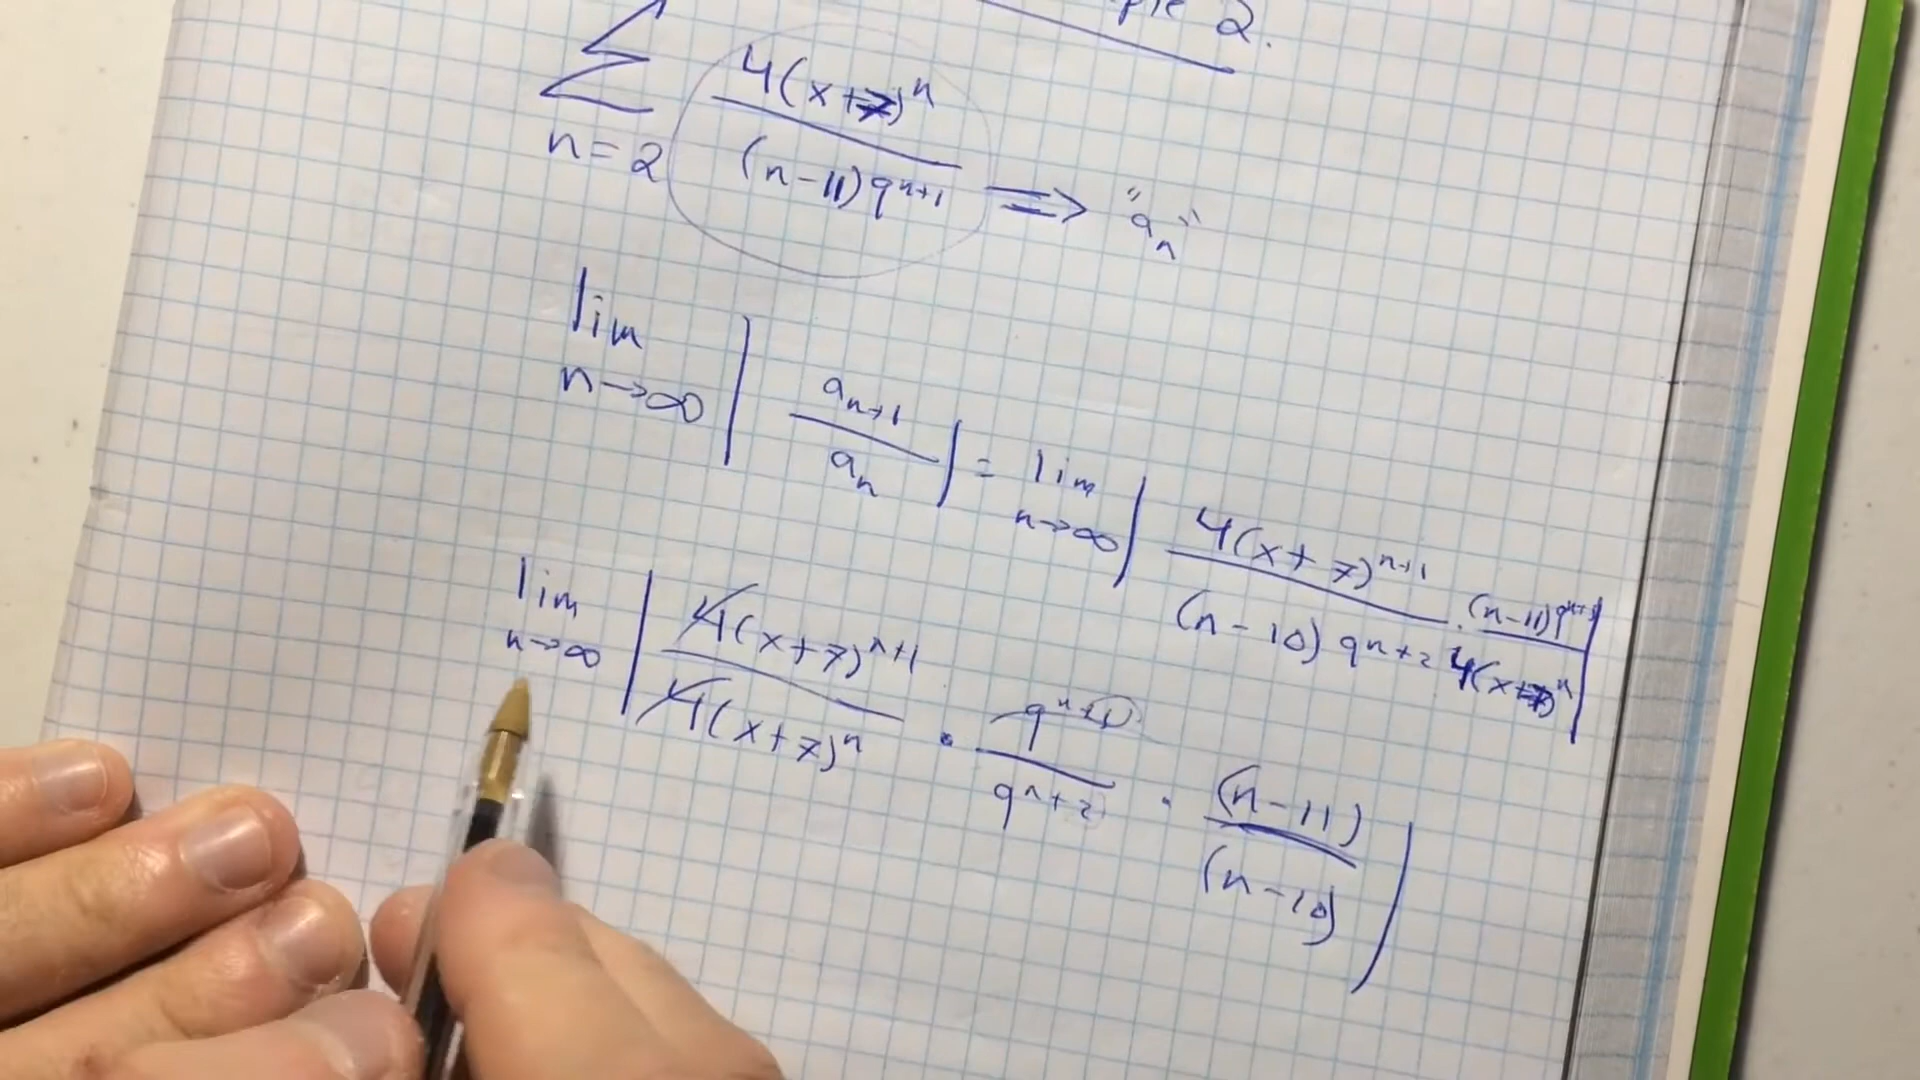 2.
∑ 4(x+7)^n
n=2 (n-11)9^{n+1} ⇒ "a_n"
lim | a_{n+1} / a_n | = lim | 4(x+7)^{n+1} / (n-10) 9^{n+2} · (n-11)9^{n+1} / 4(x+7)^n |
n→∞ n→∞
lim | 4(x+7)^{n+1} / 4(x+7)^n · 9^{n+1} / 9^{n+2} · (n-11) / (n-10) |
n→∞